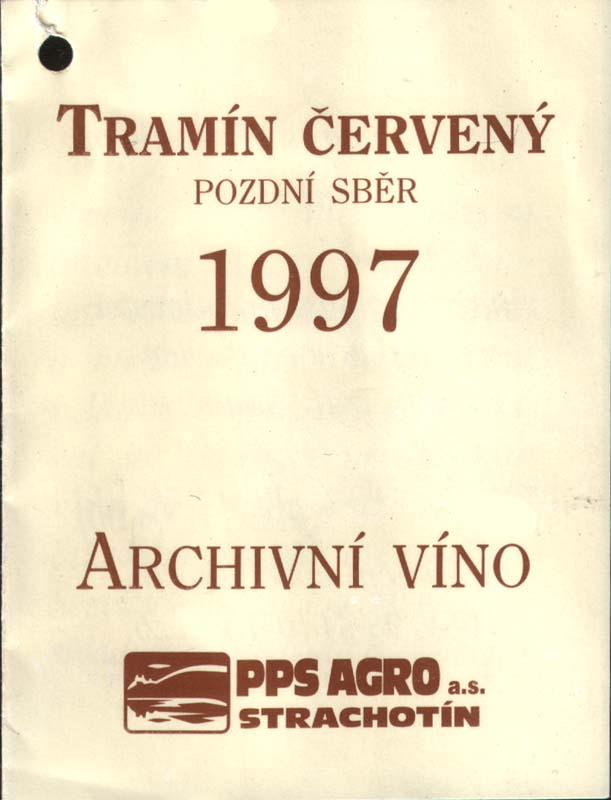 TRAMÍN ČERVENÝ
POZDNÍ SBĚR
1997
ARCHIVNÍ VÍNO
PPS AGRO a.s.
STRACHOTÍN